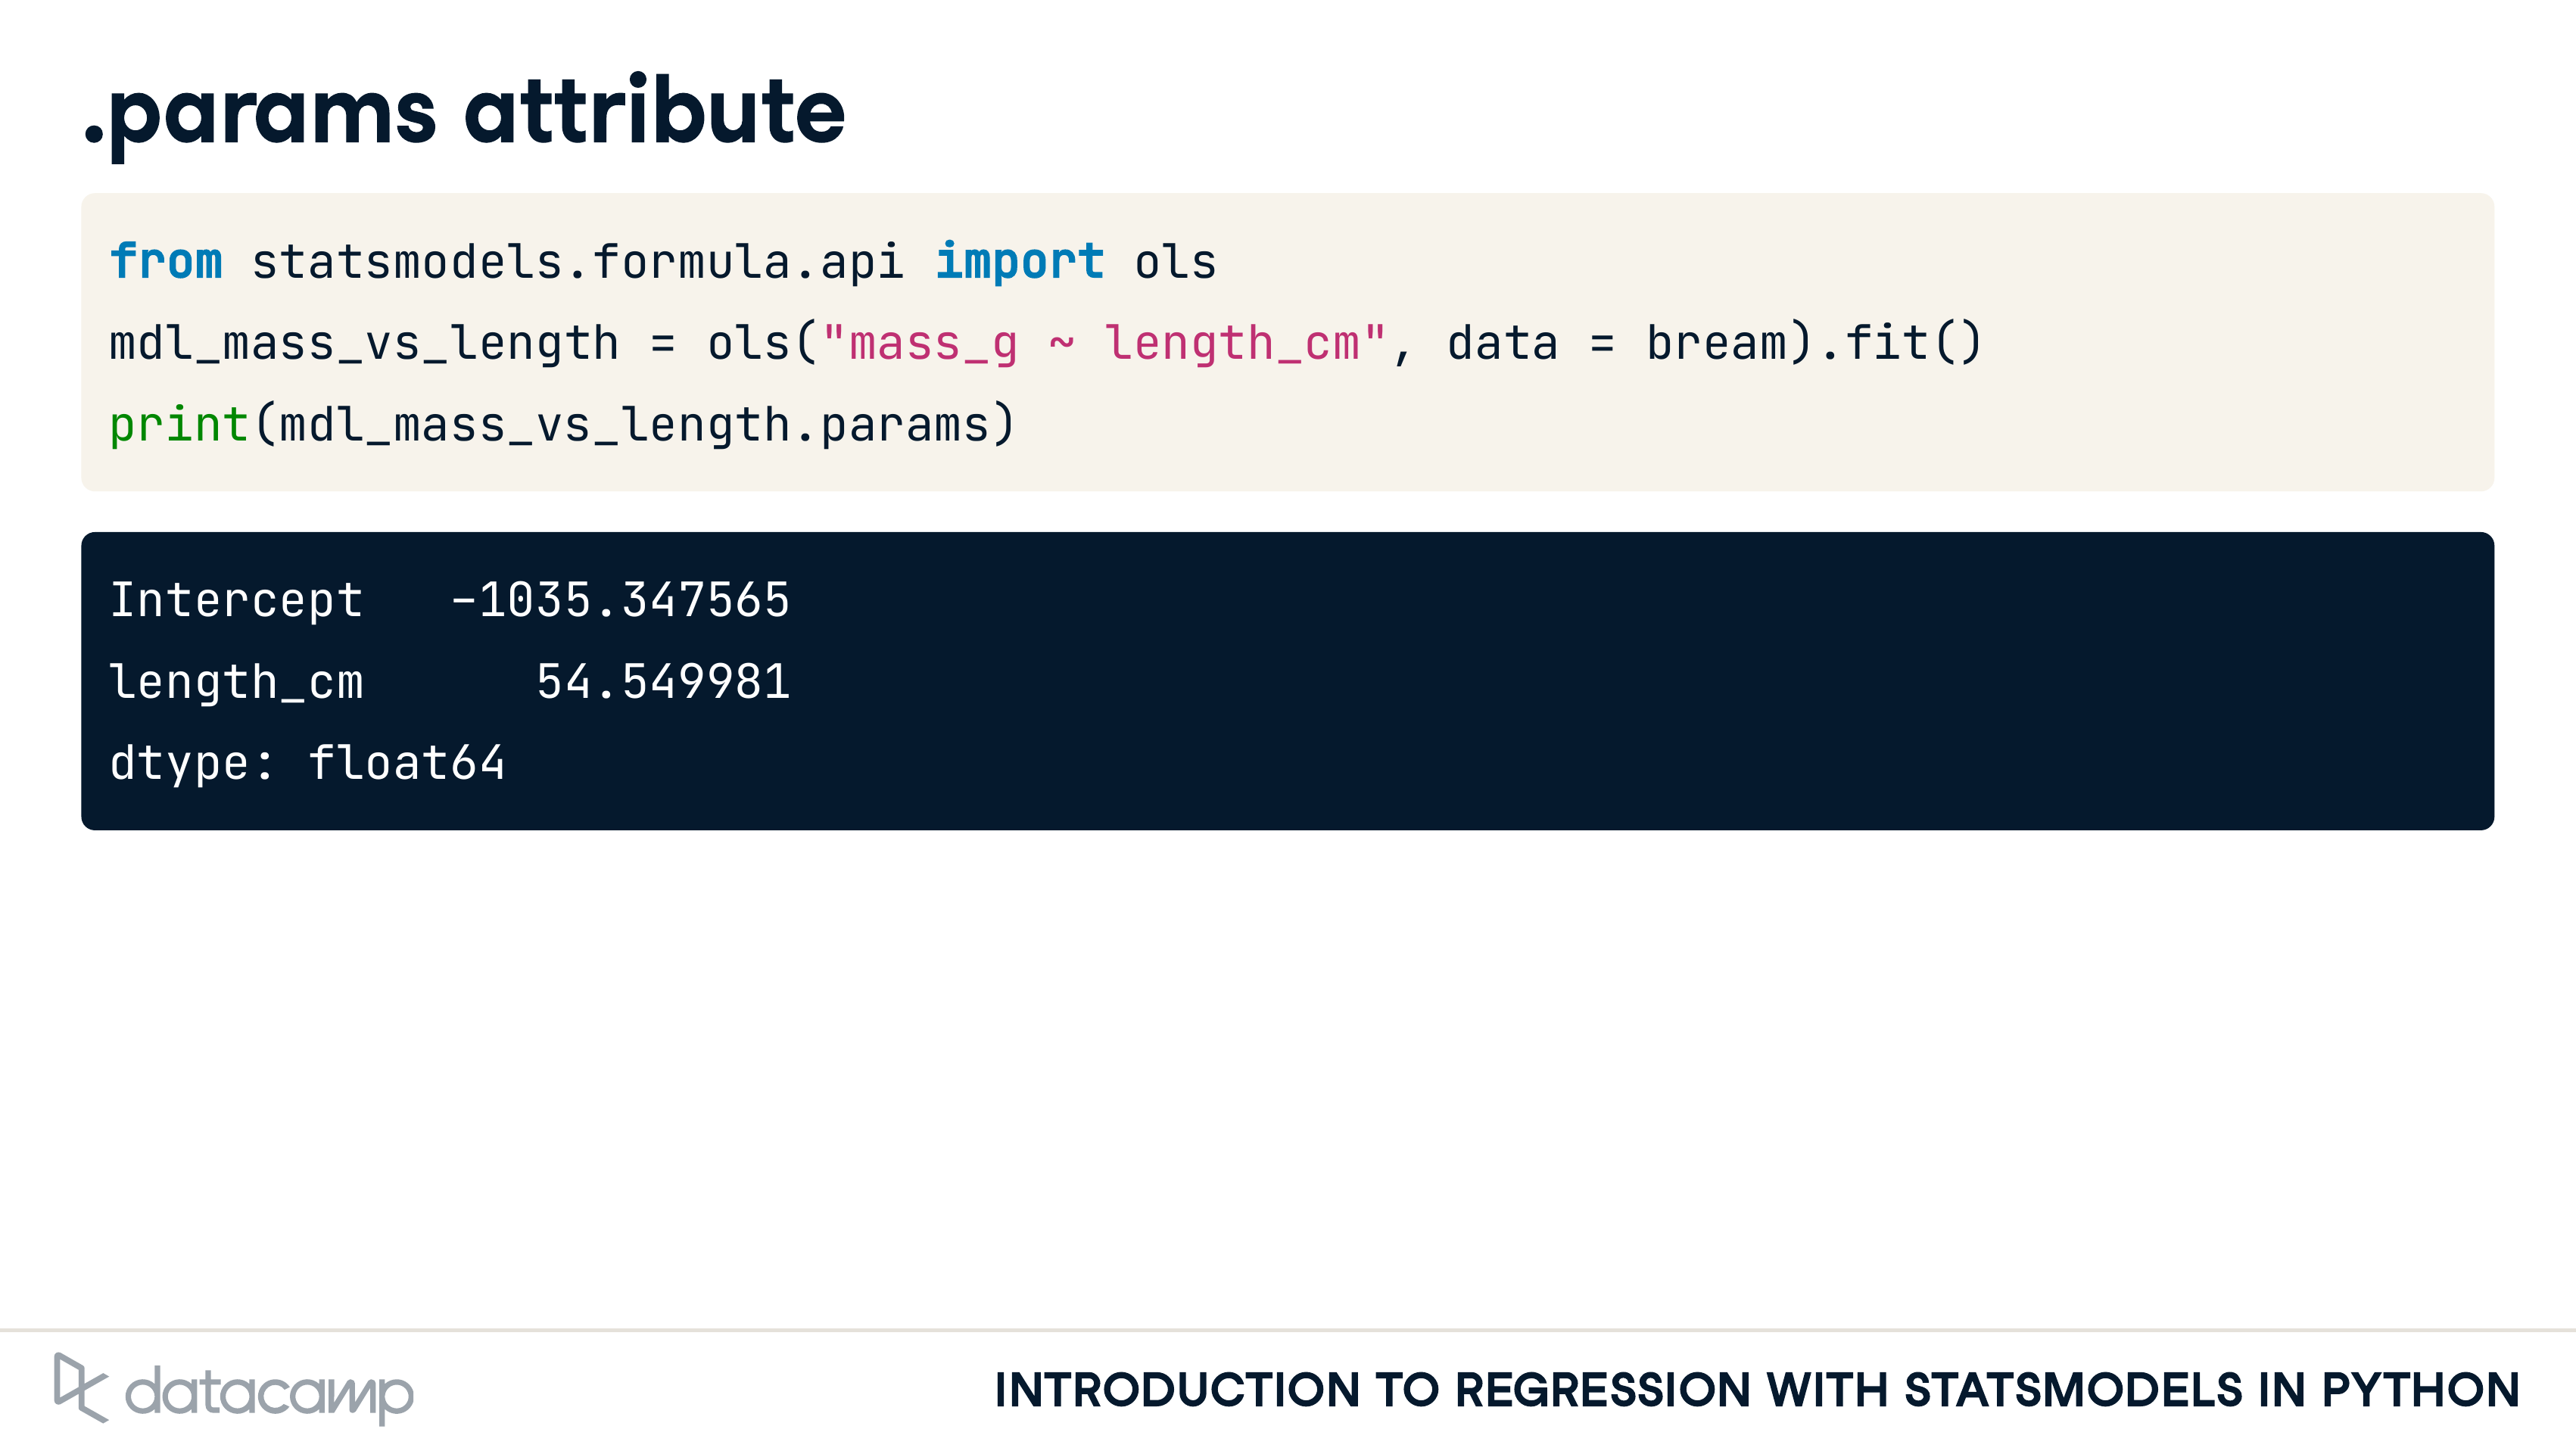 .params attribute
from statsmodels.formula.api import ols
mdl_mass_vs_length = ols("mass_g ~ length_cm", data = bream).fit()
print(mdl_mass_vs_length.params)
Intercept   -1035.347565
length_cm      54.549981
dtype: float64
datacamp
INTRODUCTION TO REGRESSION WITH STATSMODELS IN PYTHON